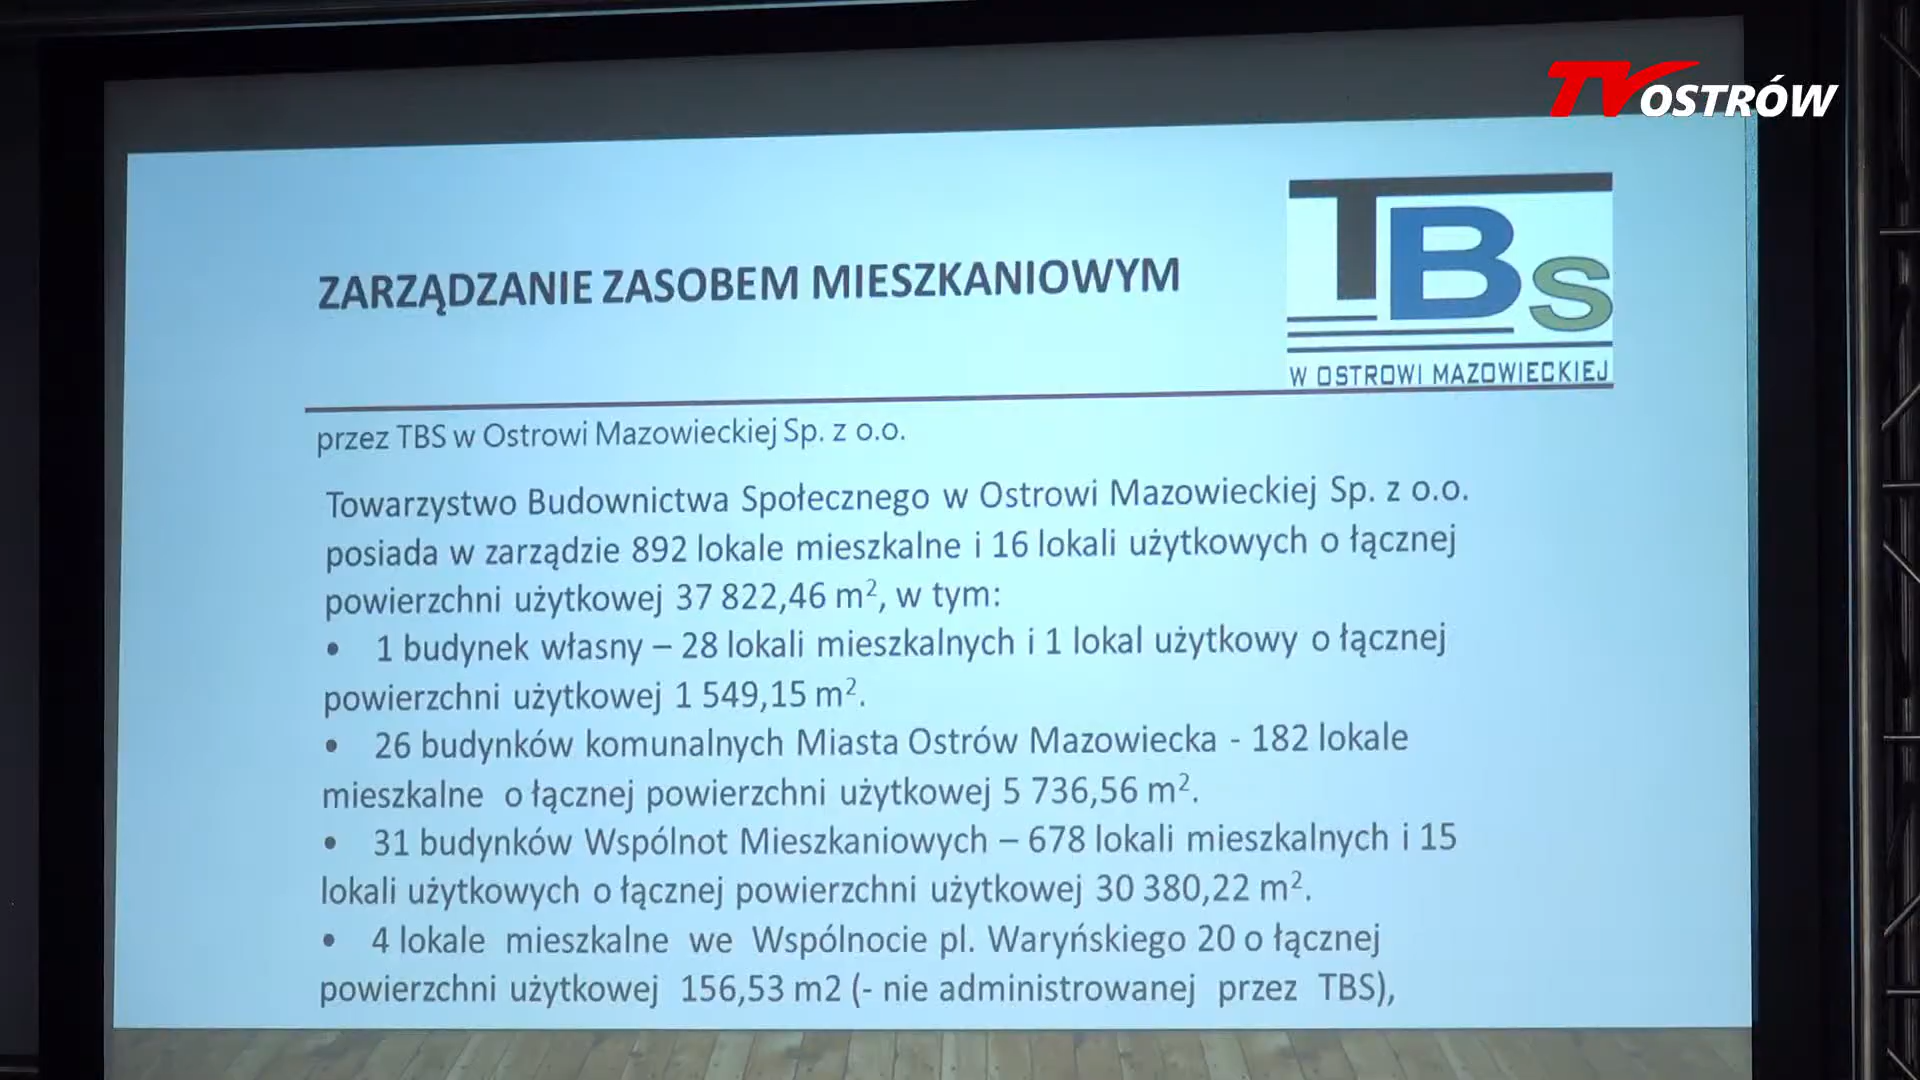 TVOSTRÓW
TBS
W OSTROWI MAZOWIECKIEJ
ZARZĄDZANIE ZASOBEM MIESZKANIOWYM
przez TBS w Ostrowi Mazowieckiej Sp. z o.o.
Towarzystwo Budownictwa Społecznego w Ostrowi Mazowieckiej Sp. z o.o.
posiada w zarządzie 892 lokale mieszkalne i 16 lokali użytkowych o łącznej
powierzchni użytkowej 37 822,46 m², w tym:
• 1 budynek własny – 28 lokali mieszkalnych i 1 lokal użytkowy o łącznej
powierzchni użytkowej 1 549,15 m².
• 26 budynków komunalnych Miasta Ostrów Mazowiecka - 182 lokale
mieszkalne o łącznej powierzchni użytkowej 5 736,56 m².
• 31 budynków Wspólnot Mieszkaniowych – 678 lokali mieszkalnych i 15
lokali użytkowych o łącznej powierzchni użytkowej 30 380,22 m².
• 4 lokale mieszkalne we Wspólnocie pl. Waryńskiego 20 o łącznej
powierzchni użytkowej 156,53 m2 (- nie administrowanej przez TBS),